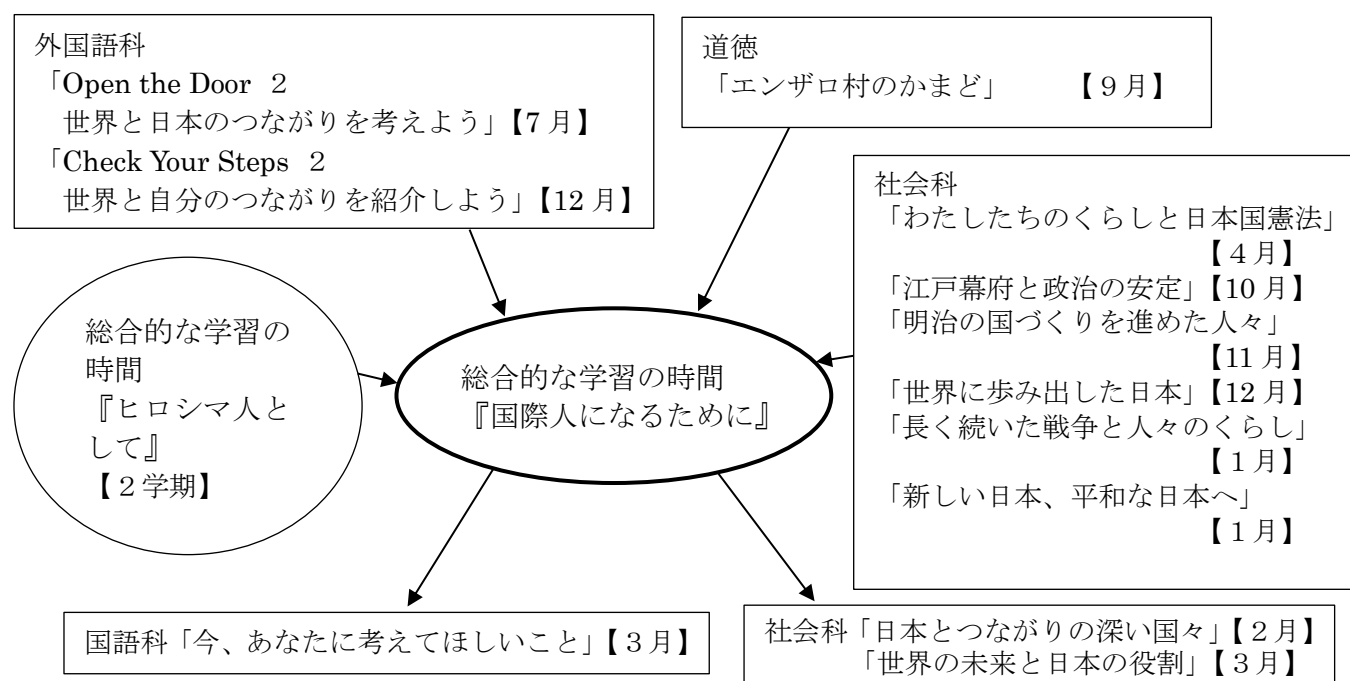 外国語科
「Open the Door ２
世界と日本のつながりを考えよう」【7月】
「Check Your Steps ２
世界と自分のつながりを紹介しよう」【12月】
道徳
「エンザロ村のかまど」　【９月】
社会科
「わたしたちのくらしと日本国憲法」
【４月】
「江戸幕府と政治の安定」【10月】
「明治の国づくりを進めた人々」
【11月】
「世界に歩み出した日本」【12月】
「長く続いた戦争と人々のくらし」
【１月】
「新しい日本、平和な日本へ」
【１月】
総合的な学習の
時間
『ヒロシマ人と
して』
【２学期】
総合的な学習の時間
『国際人になるために』
国語科「今、あなたに考えてほしいこと」【３月】
社会科「日本とつながりの深い国々」【２月】
「世界の未来と日本の役割」【３月】